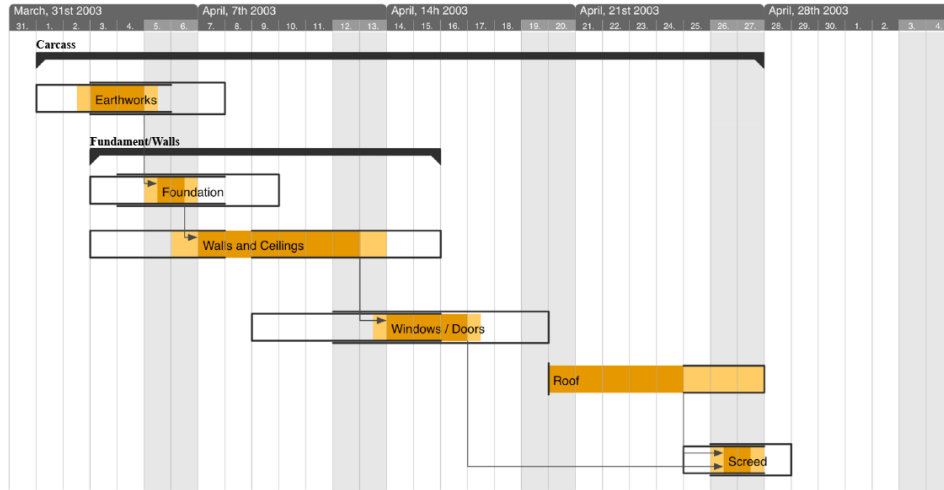 March, 31st 2003 April, 7th 2003 April, 14h 2003 April, 21st 2003 April, 28th 2003
31. 1. 2. 3. 4. 5. 6. 7. 8. 9. 10. 11. 12. 13. 14. 15. 16. 17. 18. 19. 20. 21. 22. 23. 24. 25. 26. 27. 28. 29. 30. 1. 2. 3. 4.
Carcass
Earthworks
Fundament/Walls
Foundation
Walls and Ceilings
Windows / Doors
Roof
Screed